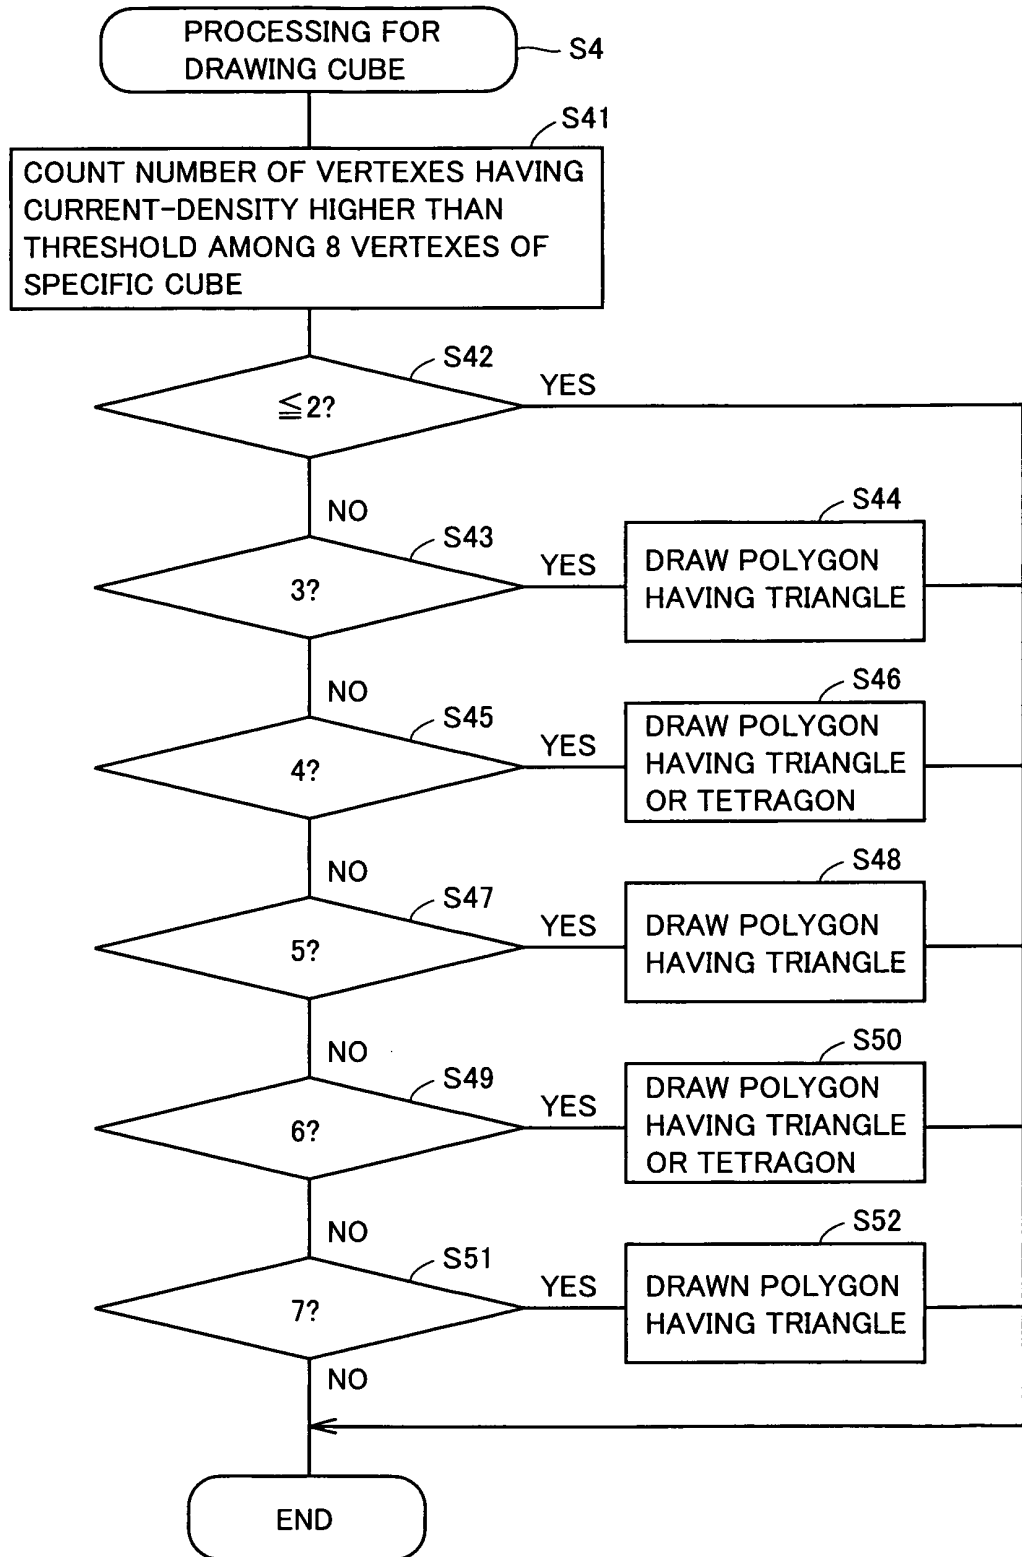 PROCESSING FOR
DRAWING CUBE
S4
S41
COUNT NUMBER OF VERTEXES HAVING
CURRENT-DENSITY HIGHER THAN
THRESHOLD AMONG 8 VERTEXES OF
SPECIFIC CUBE
S42
≦2?
YES
NO
S43
3?
YES
S44
DRAW POLYGON
HAVING TRIANGLE
NO
S45
4?
YES
S46
DRAW POLYGON
HAVING TRIANGLE
OR TETRAGON
NO
S47
5?
YES
S48
DRAW POLYGON
HAVING TRIANGLE
NO
S49
6?
YES
S50
DRAW POLYGON
HAVING TRIANGLE
OR TETRAGON
NO
S51
7?
YES
S52
DRAWN POLYGON
HAVING TRIANGLE
NO
END